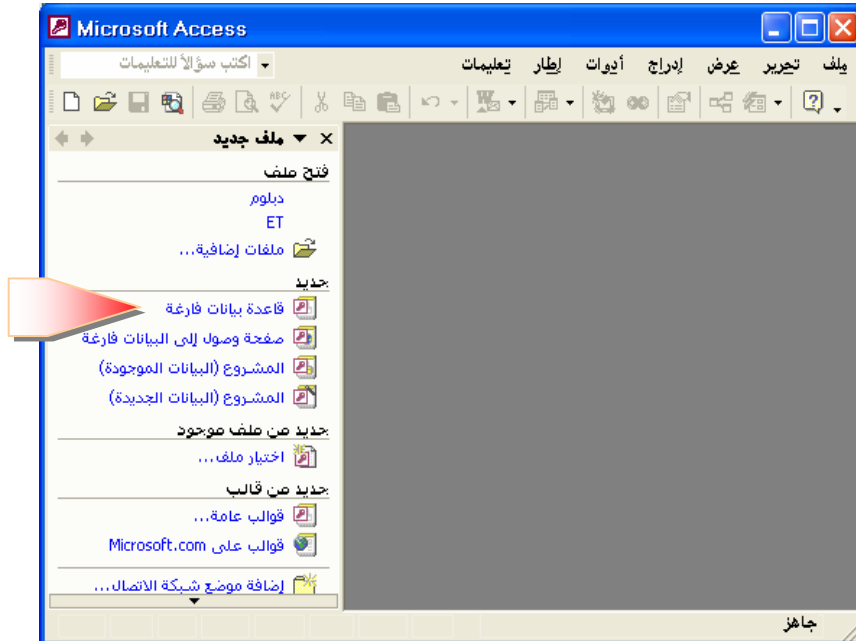 Microsoft Access
ملف تحرير عرض إدراج أدوات إطار تعليمات
اكتب سؤالاً للتعليمات
ABC
ملف جديد
فتح ملف
دبلوم
ET
ملفات إضافية...
جديد
قاعدة بيانات فارغة
صفحة وصول إلى البيانات فارغة
المشروع (البيانات الموجودة)
المشروع (البيانات الجديدة)
جديد من ملف موجود
اختيار ملف...
جديد من قالب
قوالب عامة...
قوالب على Microsoft.com
إضافة موضع شبكة الاتصال...
جاهز